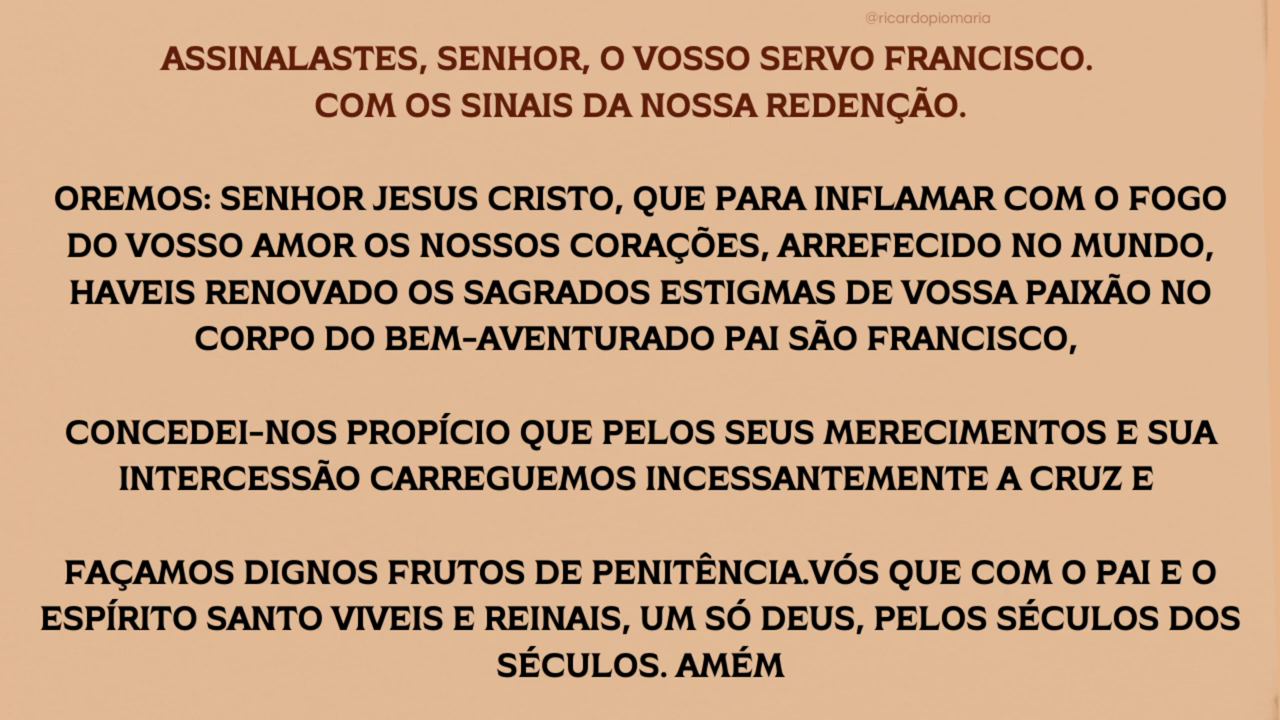 @ricardopiomaria
ASSINALASTES, SENHOR, O VOSSO SERVO FRANCISCO.
COM OS SINAIS DA NOSSA REDENÇÃO.
OREMOS: SENHOR JESUS CRISTO, QUE PARA INFLAMAR COM O FOGO
DO VOSSO AMOR OS NOSSOS CORAÇÕES, ARREFECIDO NO MUNDO,
HAVEIS RENOVADO OS SAGRADOS ESTIGMAS DE VOSSA PAIXÃO NO
CORPO DO BEM-AVENTURADO PAI SÃO FRANCISCO,
CONCEDEI-NOS PROPÍCIO QUE PELOS SEUS MERECIMENTOS E SUA
INTERCESSÃO CARREGUEMOS INCESSANTEMENTE A CRUZ E
FAÇAMOS DIGNOS FRUTOS DE PENITÊNCIA.VÓS QUE COM O PAI E O
ESPÍRITO SANTO VIVEIS E REINAIS, UM SÓ DEUS, PELOS SÉCULOS DOS
SÉCULOS. AMÉM